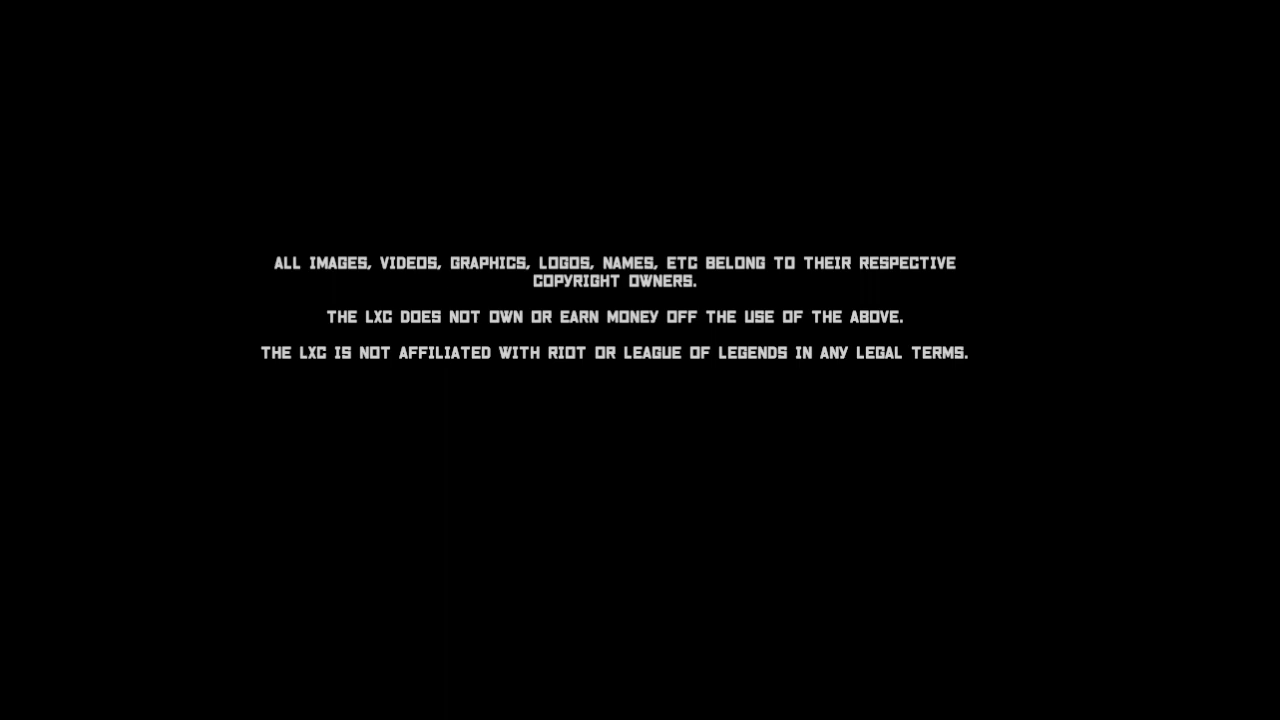 ALL IMAGES, VIDEOS, GRAPHICS, LOGOS, NAMES, ETC BELONG TO THEIR RESPECTIVE
COPYRIGHT OWNERS.
THE LXC DOES NOT OWN OR EARN MONEY OFF THE USE OF THE ABOVE.
THE LXC IS NOT AFFILIATED WITH RIOT OR LEAGUE OF LEGENDS IN ANY LEGAL TERMS.